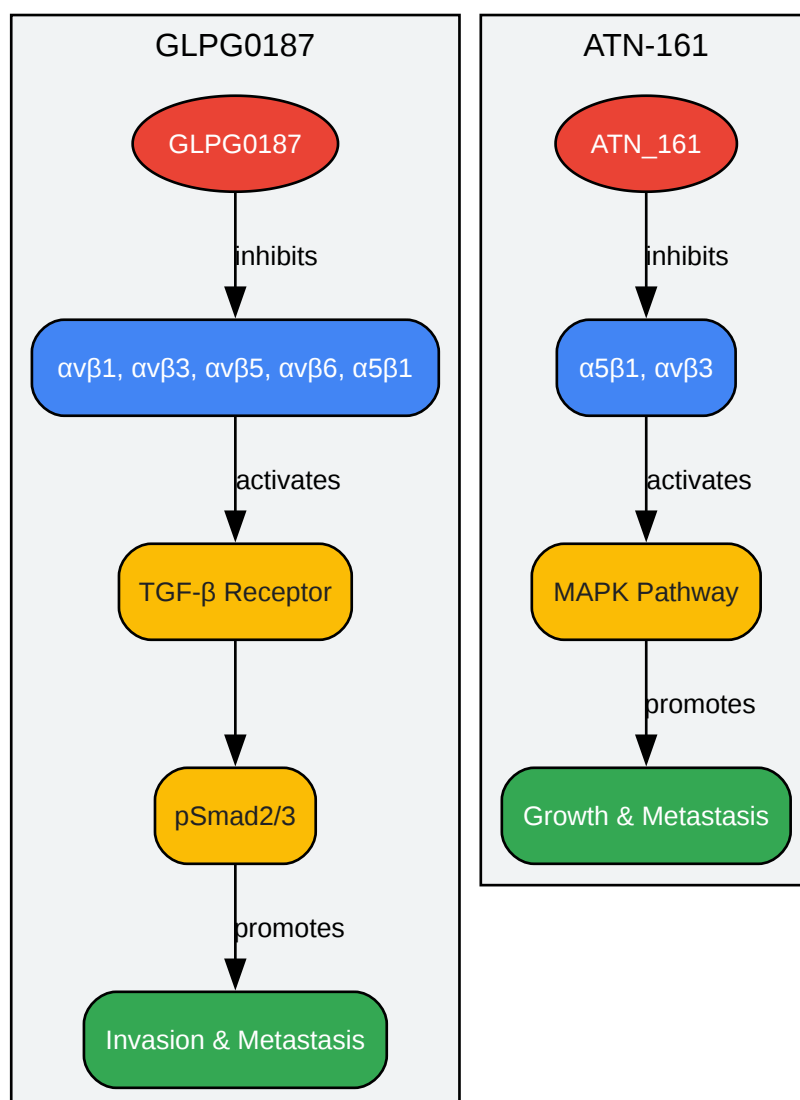 GLPG0187
GLPG0187
inhibits
αvβ1, αvβ3, αvβ5, αvβ6, α5β1
activates
TGF-β Receptor
pSmad2/3
promotes
Invasion & Metastasis
ATN-161
ATN_161
inhibits
α5β1, αvβ3
activates
MAPK Pathway
promotes
Growth & Metastasis